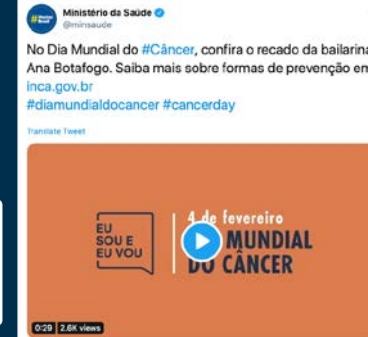 Ministério da Saúde
@minsaude
No Dia Mundial do #Câncer, confira o recado da bailarina
Ana Botafogo. Saiba mais sobre formas de prevenção em
inca.gov.br
#diamundialdocancer #cancerday
Translate Tweet
EU
SOU E
EU VOU
4 de fevereiro
MUNDIAL
DO CÂNCER
0:29 2.6K views